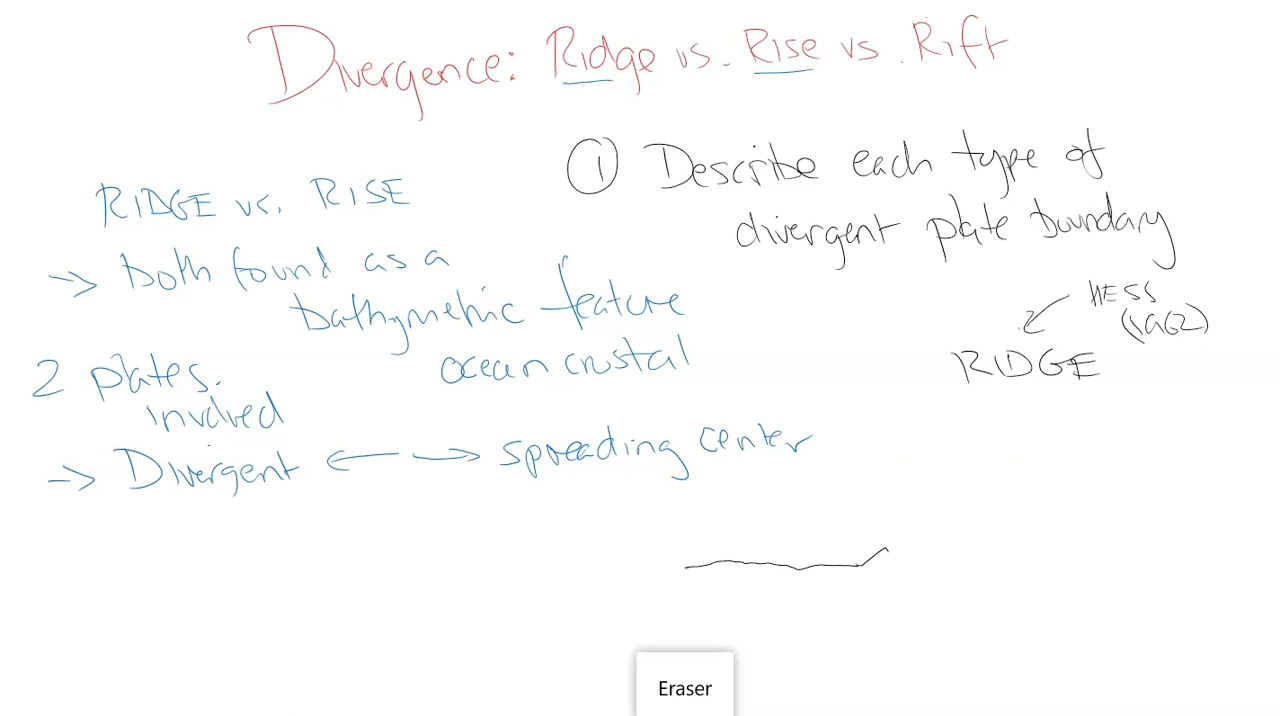 Divergence: Ridge vs. Rise vs. Rift
① Describe each type of
divergent plate boundary
RIDGE vs. RISE
→ both found as a
bathymetric feature
ocean crustal
2 plates
involved
→ Divergent ← → spreading center
HESS
(1962)
RIDGE
Eraser